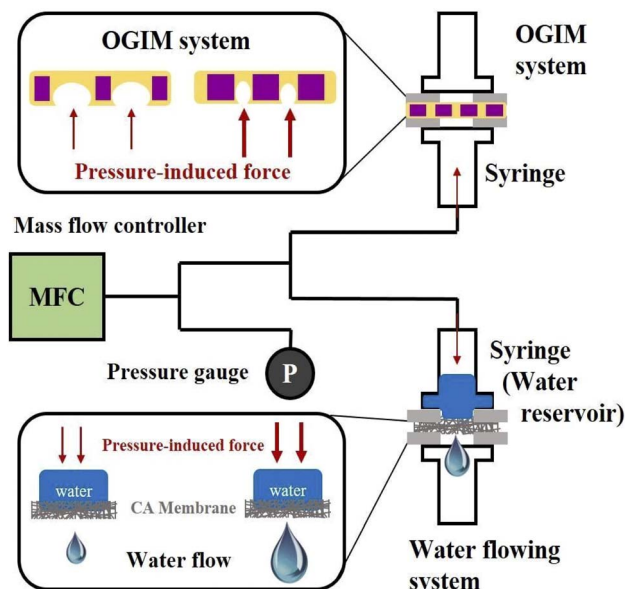 OGIM system
Pressure-induced force
OGIM
system
Syringe
Mass flow controller
MFC
Pressure gauge
P
Syringe
(Water
reservoir)
Pressure-induced force
water
water
CA Membrane
Water flow
Water flowing
system